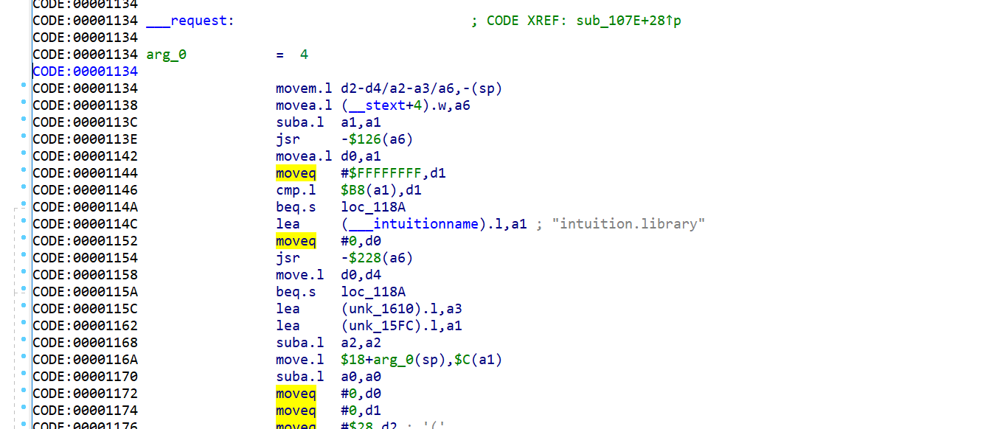 CODE:00001134
CODE:00001134 ___request: ; CODE XREF: sub_107E+28↑p
CODE:00001134
CODE:00001134 arg_0 = 4
CODE:00001134
CODE:00001134 movem.l d2-d4/a2-a3/a6,-(sp)
CODE:00001138 movea.l (__stext+4).w,a6
CODE:0000113C suba.l a1,a1
CODE:0000113E jsr -$126(a6)
CODE:00001142 movea.l d0,a1
CODE:00001144 moveq #$FFFFFFFF,d1
CODE:00001146 cmp.l $B8(a1),d1
CODE:0000114A beq.s loc_118A
CODE:0000114C lea (___intuitionname).l,a1 ; "intuition.library"
CODE:00001152 moveq #0,d0
CODE:00001154 jsr -$228(a6)
CODE:00001158 move.l d0,d4
CODE:0000115A beq.s loc_118A
CODE:0000115C lea (unk_1610).l,a3
CODE:00001162 lea (unk_15FC).l,a1
CODE:00001168 suba.l a2,a2
CODE:0000116A move.l $18+arg_0(sp),$C(a1)
CODE:00001170 suba.l a0,a0
CODE:00001172 moveq #0,d0
CODE:00001174 moveq #0,d1
CODE:00001176 moveq #$28,d2 ; '('